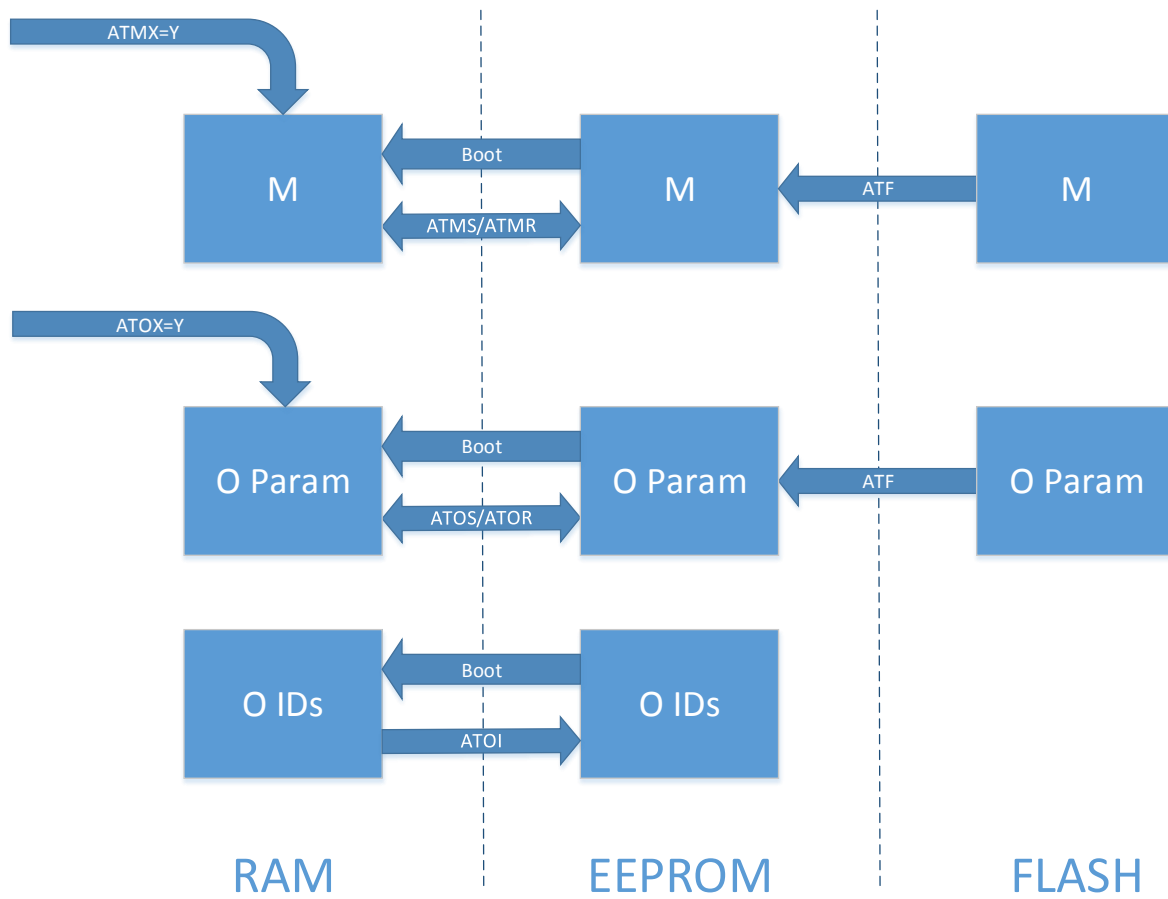 ATMX=Y
M
Boot
ATMS/ATMR
M
ATF
M
ATOX=Y
O Param
Boot
ATOS/ATOR
O Param
ATF
O Param
O IDs
Boot
ATOI
O IDs
RAM
EEPROM
FLASH